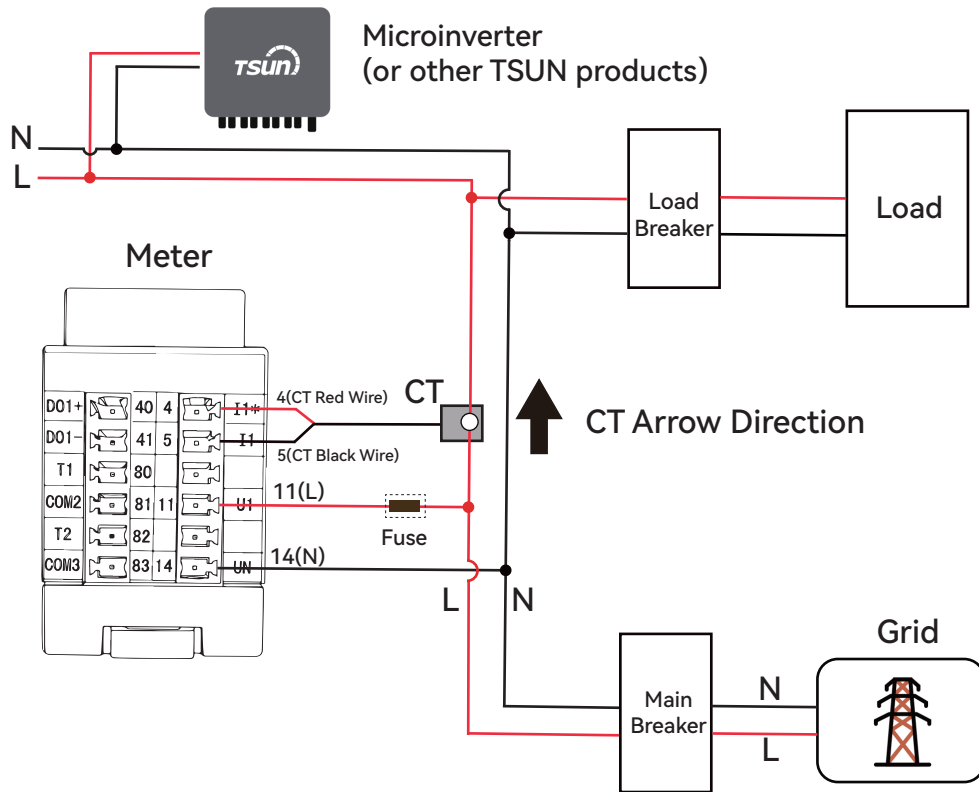 TSUN
Microinverter
(or other TSUN products)
N
L
Load
Breaker
Load
Meter
DO1+
40
4
I1*
4(CT Red Wire)
CT
DO1-
41
5
I1
5(CT Black Wire)
CT Arrow Direction
T1
80
COM2
81
11
U1
11(L)
Fuse
T2
82
COM3
83
14
UN
14(N)
L
N
Main
Breaker
N
L
Grid